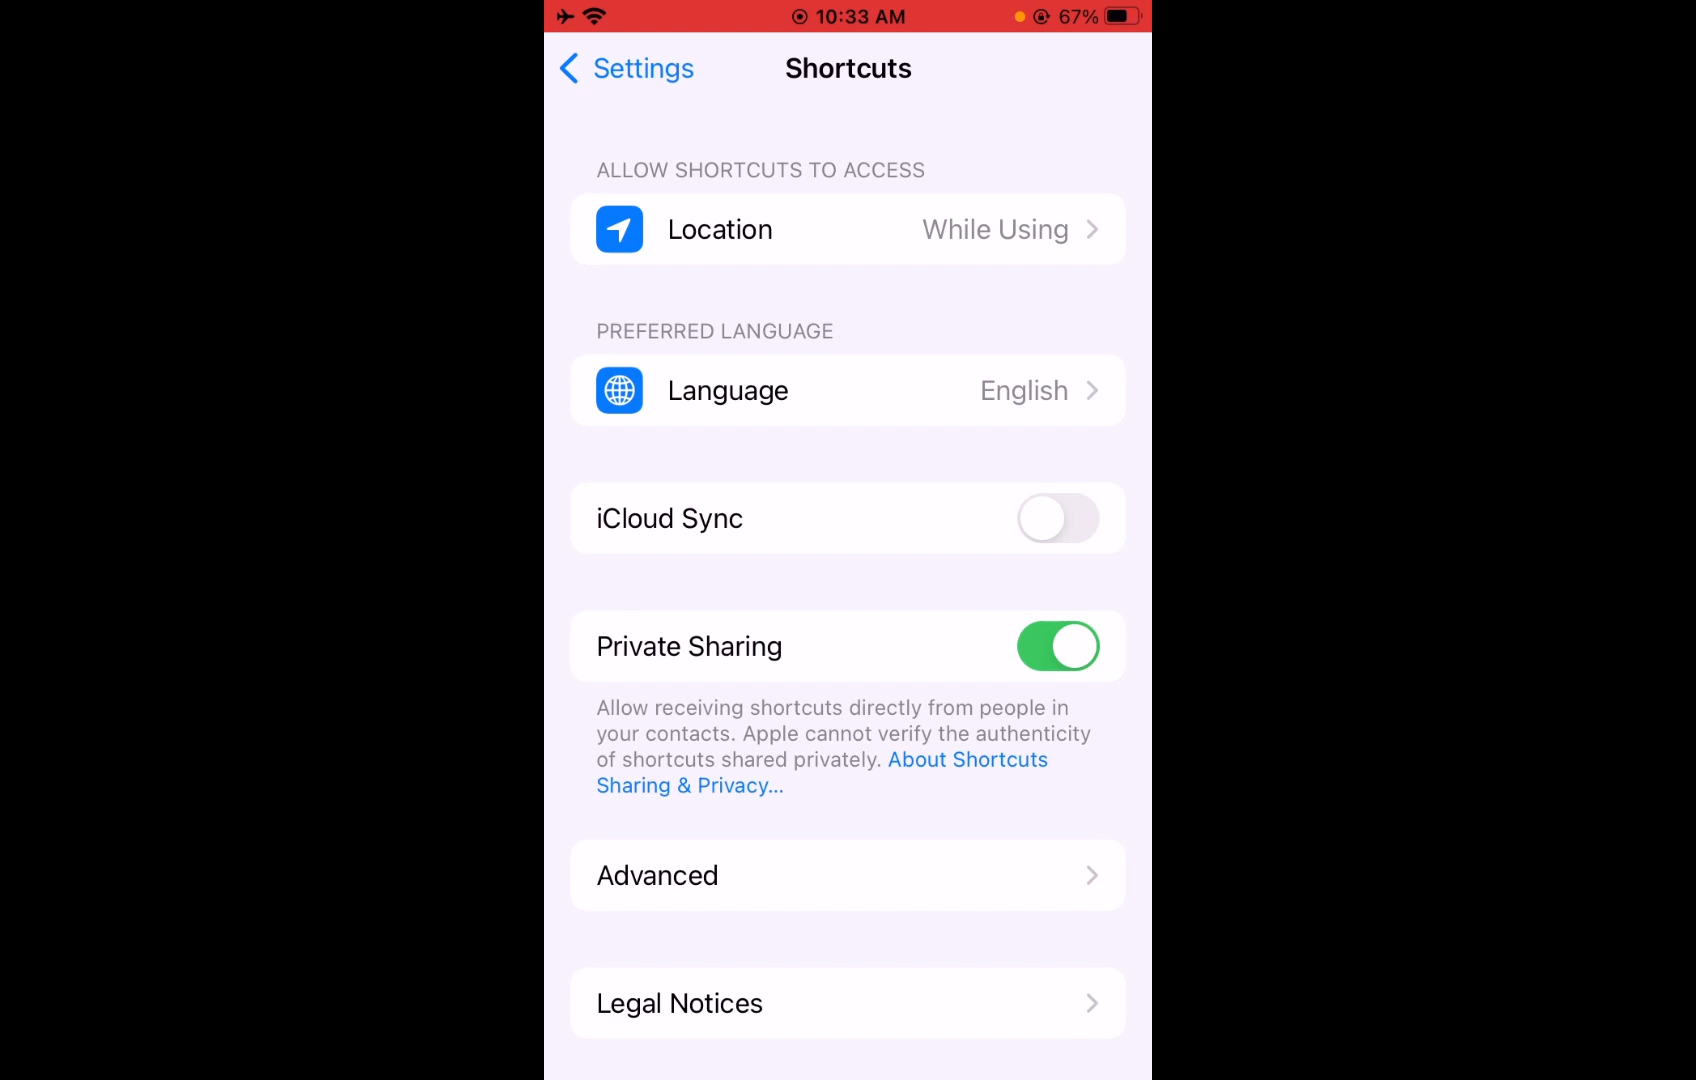 10:33 AM
67%
Settings
Shortcuts
ALLOW SHORTCUTS TO ACCESS
Location While Using
PREFERRED LANGUAGE
Language English
iCloud Sync
Private Sharing
Allow receiving shortcuts directly from people in
your contacts. Apple cannot verify the authenticity
of shortcuts shared privately. About Shortcuts
Sharing & Privacy...
Advanced
Legal Notices